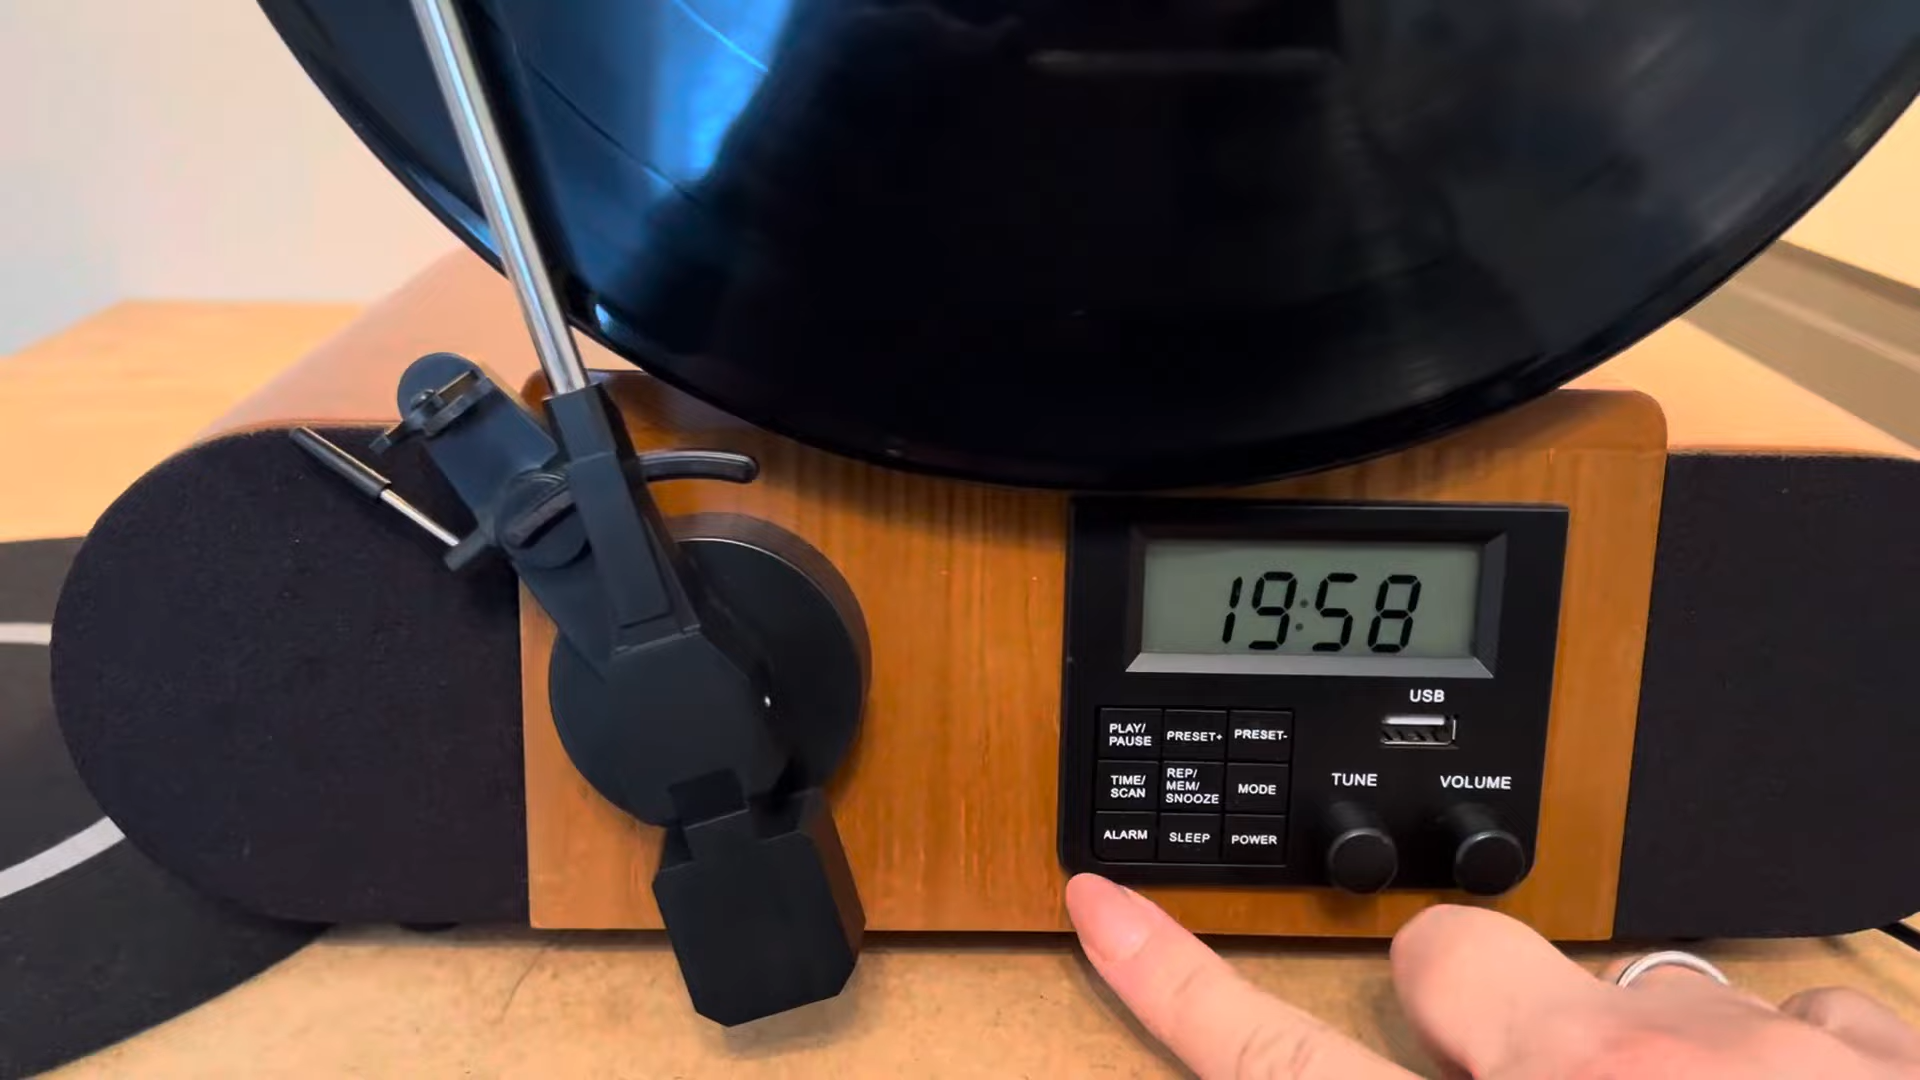 19:58
USB
PLAY/
PAUSE
PRESET+
PRESET-
TIME/
SCAN
REP/
MEM/
SNOOZE
MODE
TUNE
VOLUME
ALARM
SLEEP
POWER